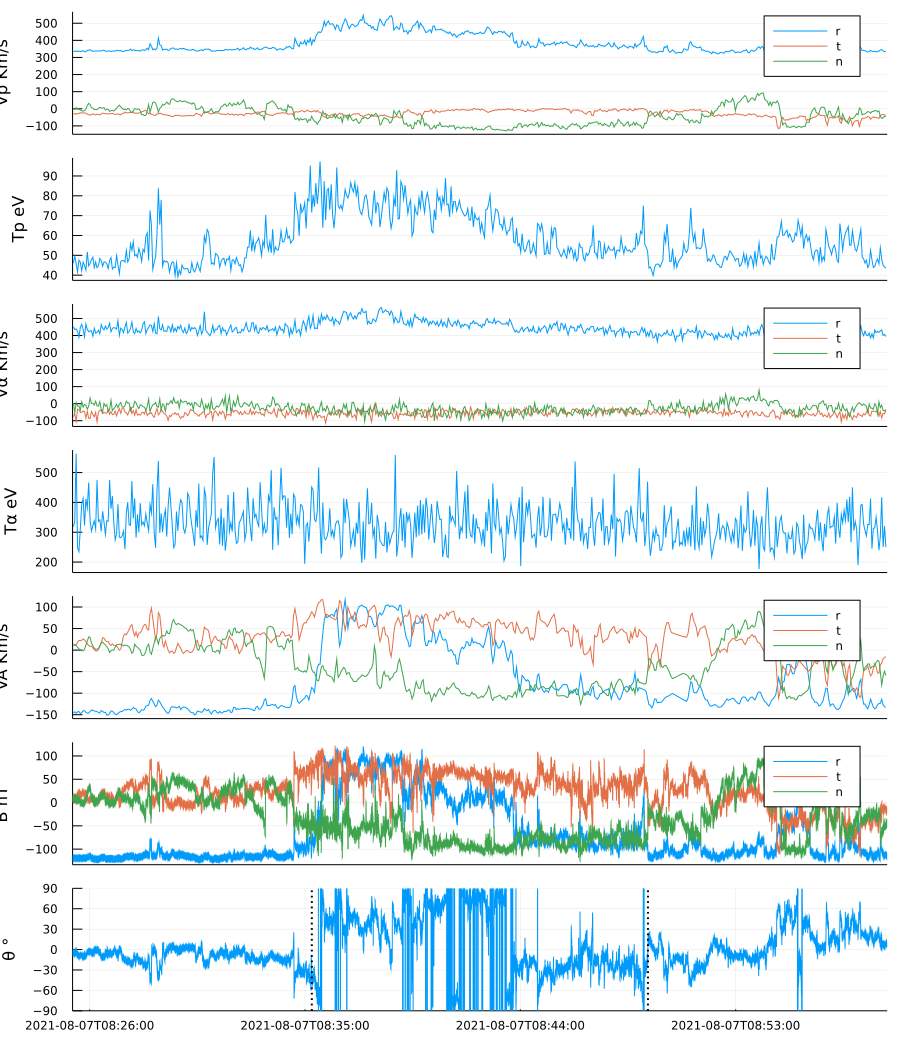 Vp Km/s
500
400
300
200
100
0
−100
r
t
n
Tp eV
90
80
70
60
50
40
Vα Km/s
500
400
300
200
100
0
−100
r
t
n
Tα eV
500
400
300
200
VA Km/s
100
50
0
−50
−100
−150
r
t
n
B nT
100
50
0
−50
−100
r
t
n
θ °
90
60
30
0
−30
−60
−90
2021-08-07T08:26:00 2021-08-07T08:35:00 2021-08-07T08:44:00 2021-08-07T08:53:00